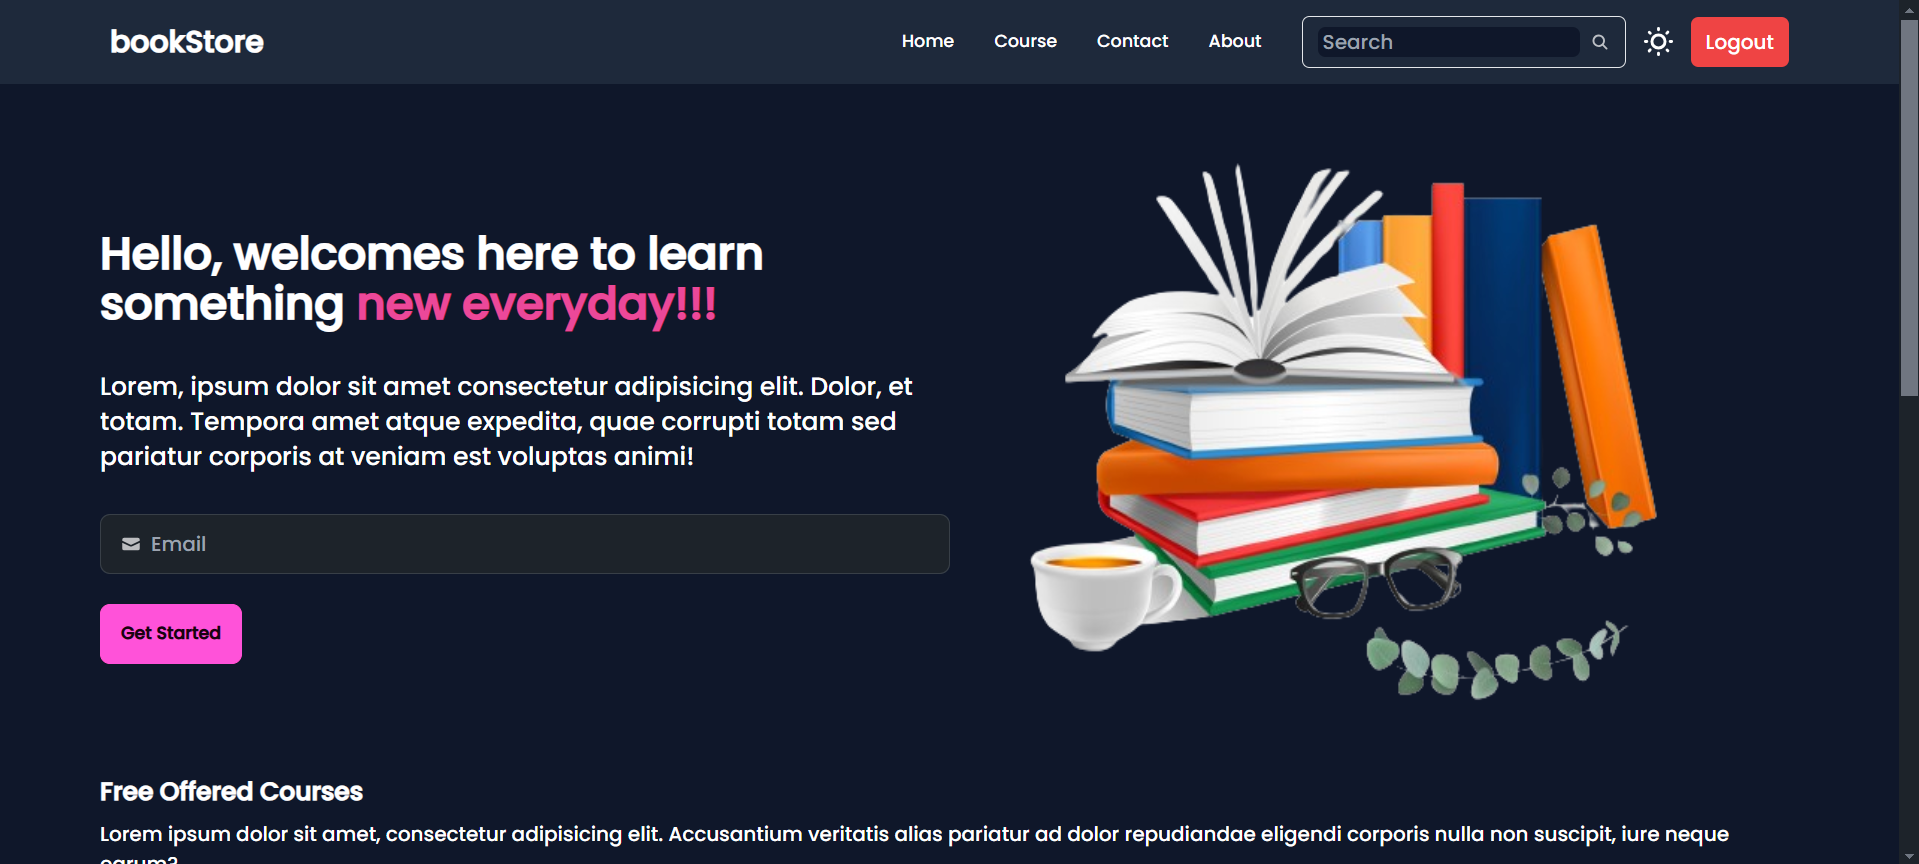 bookStore
Home
Course
Contact
About
Search
Logout
Hello, welcomes here to learn
something new everyday!!!
Lorem, ipsum dolor sit amet consectetur adipisicing elit. Dolor, et
totam. Tempora amet atque expedita, quae corrupti totam sed
pariatur corporis at veniam est voluptas animi!
Email
Get Started
Free Offered Courses
Lorem ipsum dolor sit amet, consectetur adipisicing elit. Accusantium veritatis alias pariatur ad dolor repudiandae eligendi corporis nulla non suscipit, iure neque